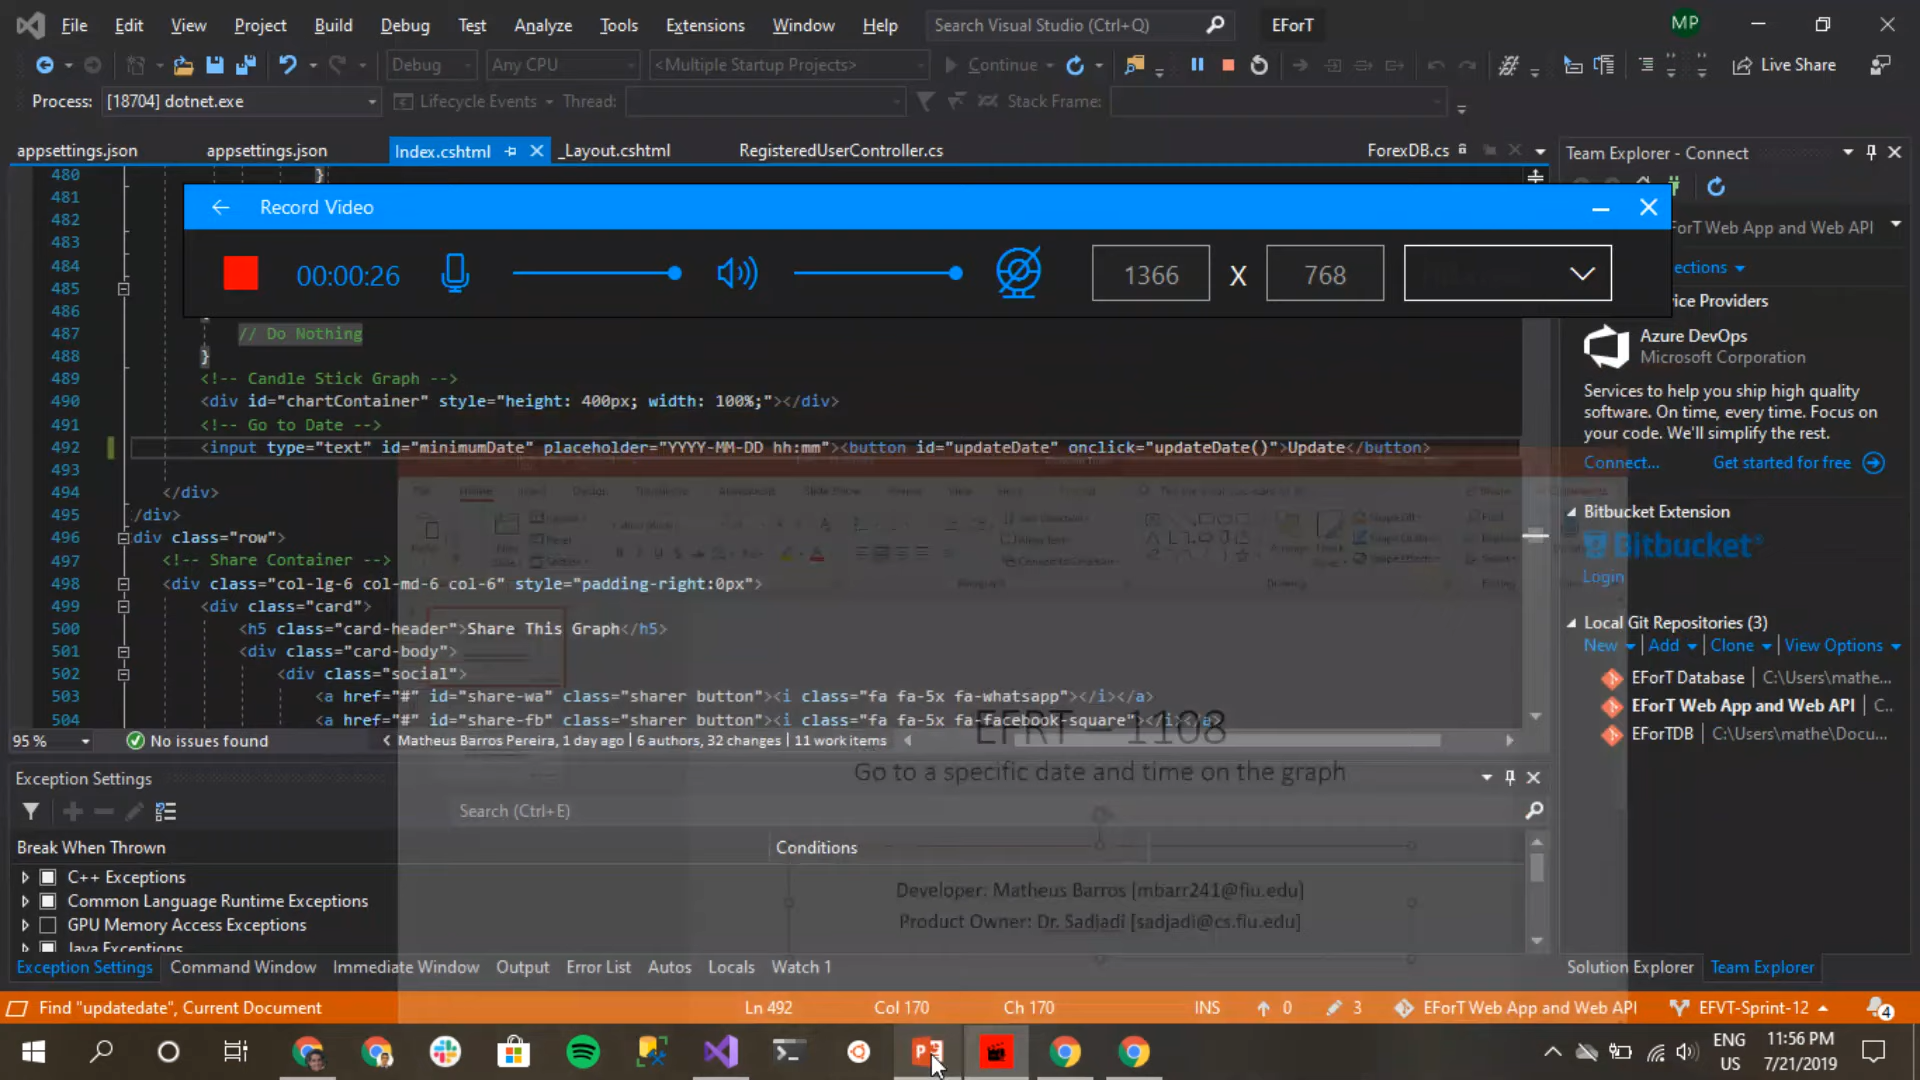 File Edit View Project Build Debug Test Analyze Tools Extensions Window Help Search Visual Studio (Ctrl+Q) EForT MP
Debug Any CPU <Multiple Startup Projects> Continue Live Share
Process: [18704] dotnet.exe Lifecycle Events Thread: Stack Frame:
appsettings.json appsettings.json Index.cshtml _Layout.cshtml RegisteredUserController.cs ForexDB.cs Team Explorer - Connect
480 }
481
Record Video
482
ForT Web App and Web API
483
484
ections
00:00:26 1366 X 768
485
486
vice Providers
487 // Do Nothing
Azure DevOps
488 }
Microsoft Corporation
489 <!-- Candle Stick Graph -->
Services to help you ship high quality
490 <div id="chartContainer" style="height: 400px; width: 100%;"></div>
software. On time, every time. Focus on
491 <!-- Go to Date -->
your code. We'll simplify the rest.
492 <input type="text" id="minimumDate" placeholder="YYYY-MM-DD hh:mm"><button id="updateDate" onclick="updateDate()">Update</button>
Connect... Get started for free
493
494 </div>
495 /div>
Bitbucket Extension
496 div class="row">
Bitbucket
497 <!-- Share Container -->
Login
498 <div class="col-lg-6 col-md-6 col-6" style="padding-right:0px">
499 <div class="card">
500 <h5 class="card-header">Share This Graph</h5>
Local Git Repositories (3)
501 <div class="card-body">
New Add Clone View Options
502 <div class="social">
EForT Database C:\Users\mathe...
503 <a href="#" id="share-wa" class="sharer button"><i class="fa fa-5x fa-whatsapp"></i></a>
EForT Web App and Web API C...
504 <a href="#" id="share-fb" class="sharer button"><i class="fa fa-5x fa-facebook-square"></i></a>
EForTDB C:\Users\mathe\Docu...
EFRT – 1108
95 % No issues found Matheus Barros Pereira, 1 day ago | 6 authors, 32 changes | 11 work items
Go to a specific date and time on the graph
Exception Settings
Search (Ctrl+E)
Break When Thrown Conditions
C++ Exceptions
Common Language Runtime Exceptions
GPU Memory Access Exceptions
Java Exceptions
Developer: Matheus Barros [mbarr241@fiu.edu]
Product Owner: Dr. Sadjadi [sadjadi@cs.fiu.edu]
Exception Settings Command Window Immediate Window Output Error List Autos Locals Watch 1 Solution Explorer Team Explorer
Find "updatedate", Current Document Ln 492 Col 170 Ch 170 INS 0 3 EForT Web App and Web API EFVT-Sprint-12 4
ENG
US
11:56 PM
7/21/2019